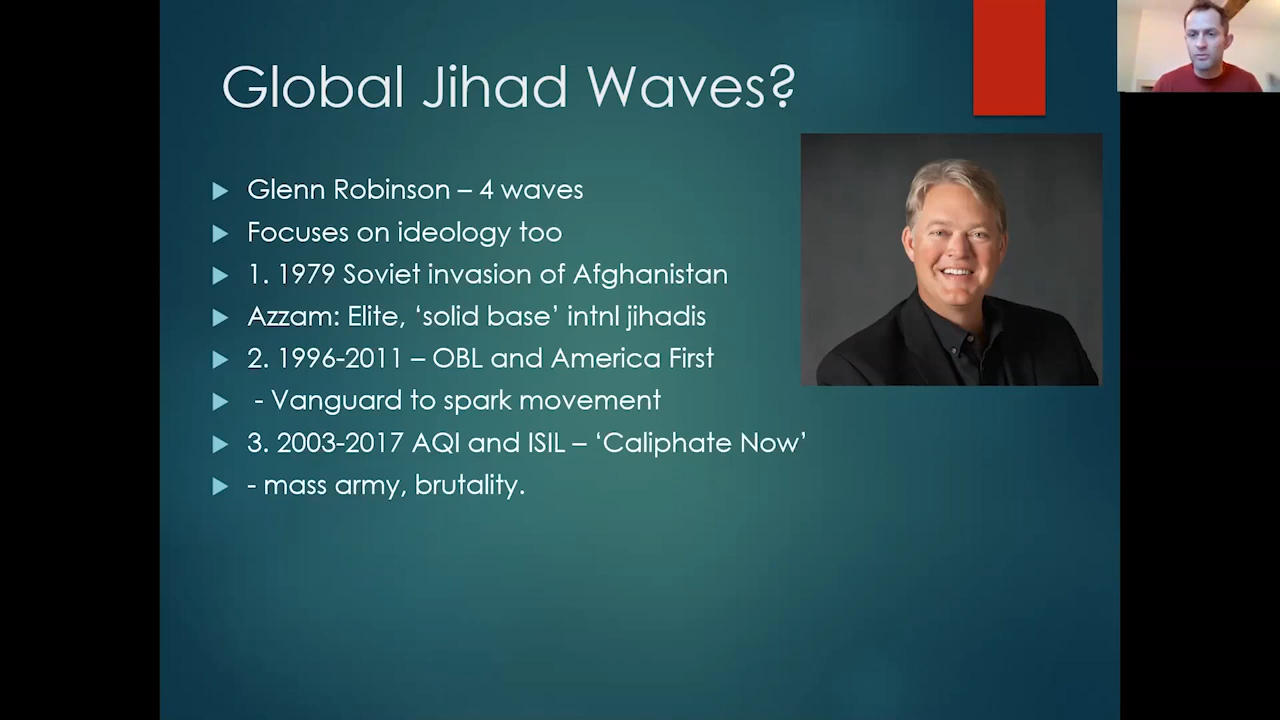 Global Jihad Waves?
Glenn Robinson – 4 waves
Focuses on ideology too
1. 1979 Soviet invasion of Afghanistan
Azzam: Elite, ‘solid base’ intnl jihadis
2. 1996-2011 – OBL and America First
- Vanguard to spark movement
3. 2003-2017 AQI and ISIL – ‘Caliphate Now’
- mass army, brutality.